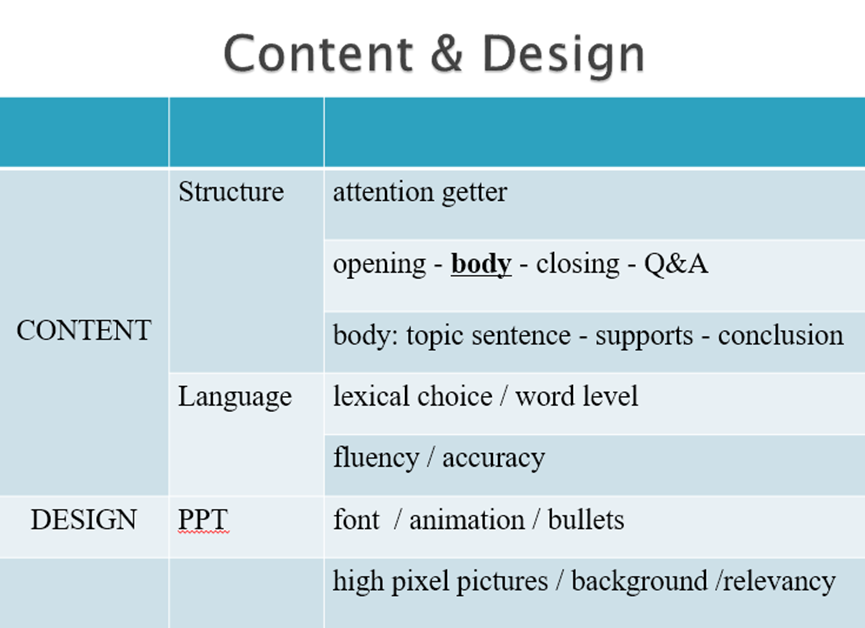 Content & Design
Structure
attention getter
opening - body - closing - Q&A
CONTENT
body: topic sentence - supports - conclusion
Language
lexical choice / word level
fluency / accuracy
DESIGN
PPT
font / animation / bullets
high pixel pictures / background /relevancy